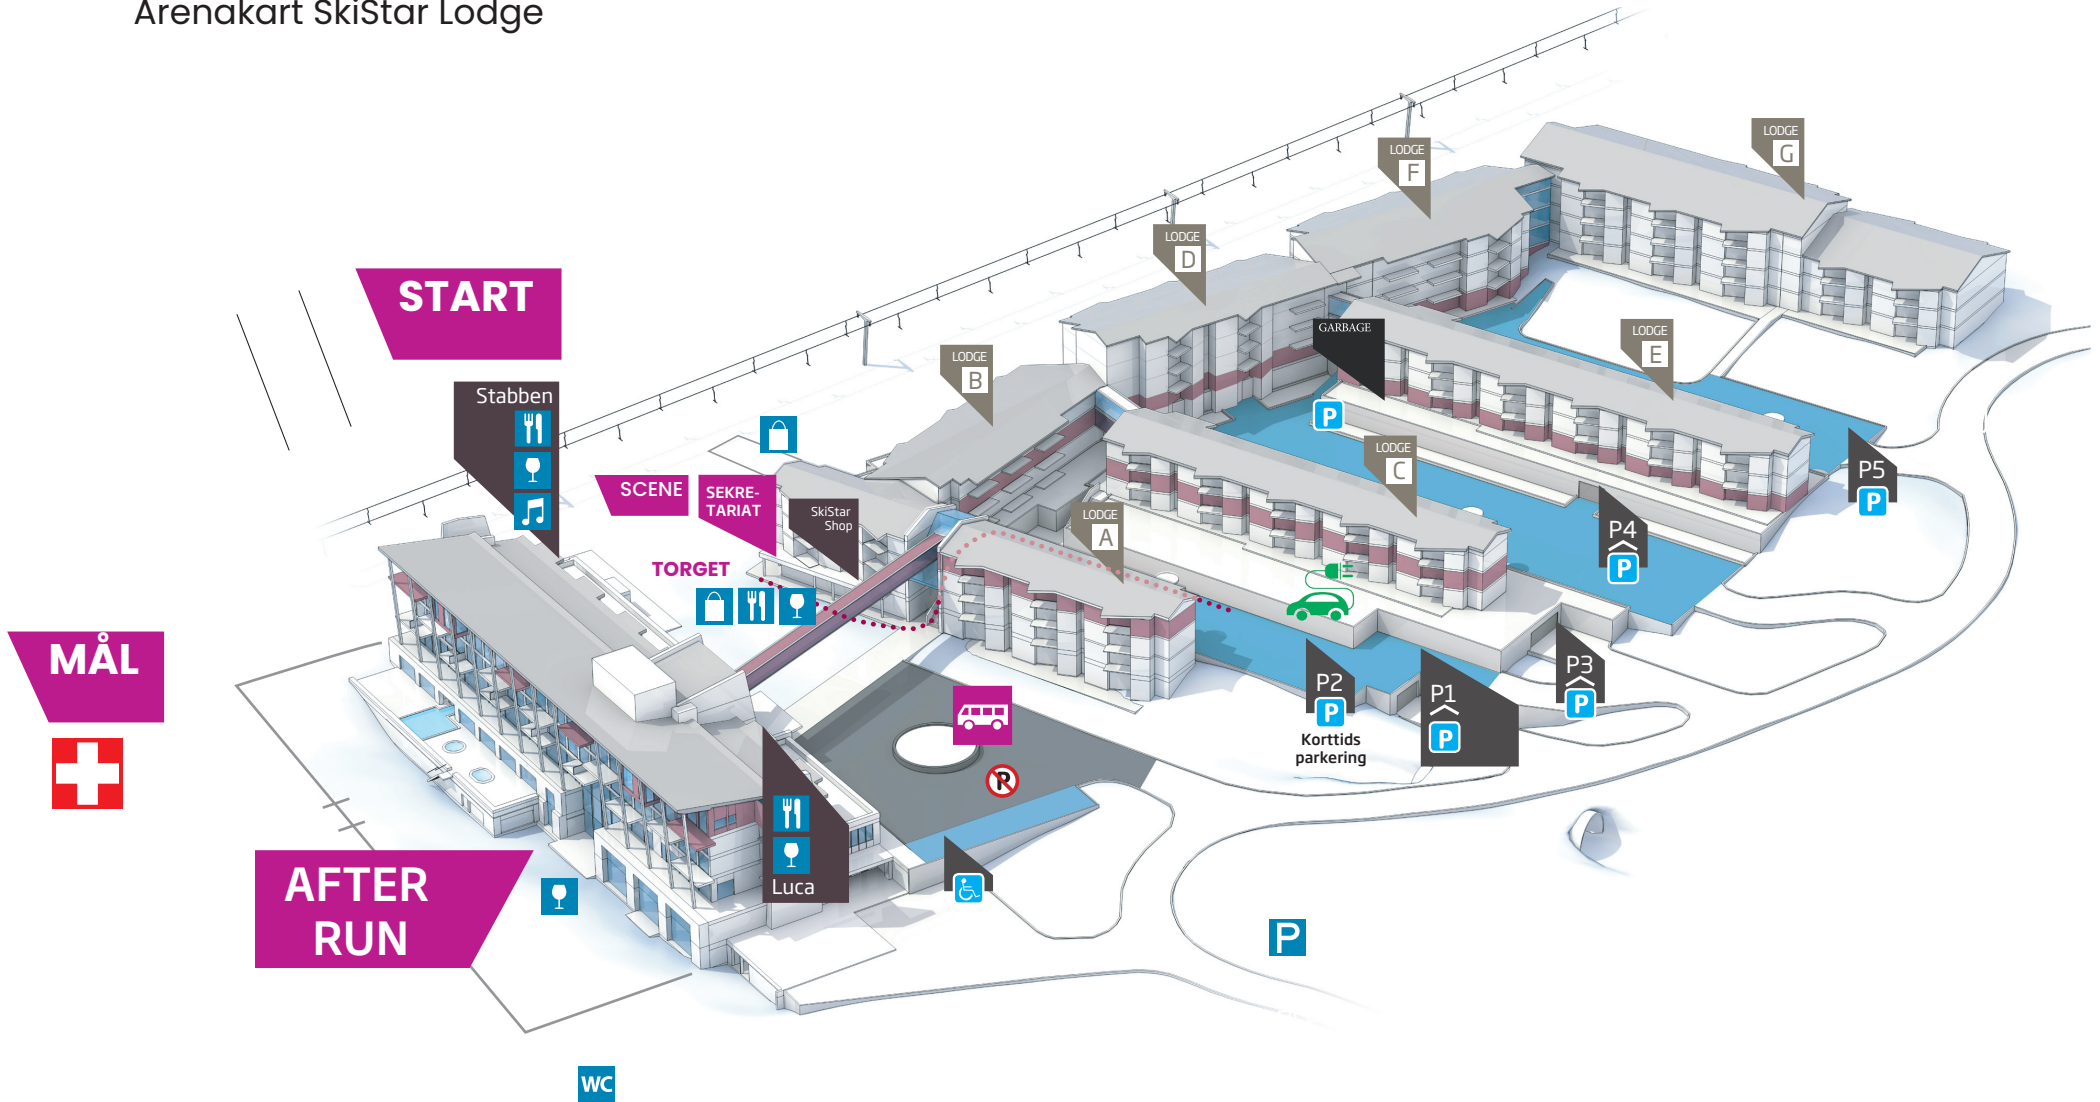 Arenakart SkiStar Lodge
LODGE
G
LODGE
F
LODGE
D
START
GARBAGE
LODGE
E
LODGE
B
Stabben
P
LODGE
C
P5
P
SCENE
SEKRE-
TARIAT
SkiStar
Shop
LODGE
A
P4
P
TORGET
MÅL
P3
P
P2
P
Korttids
parkering
P1
P
P
Luca
AFTER
RUN
P
WC